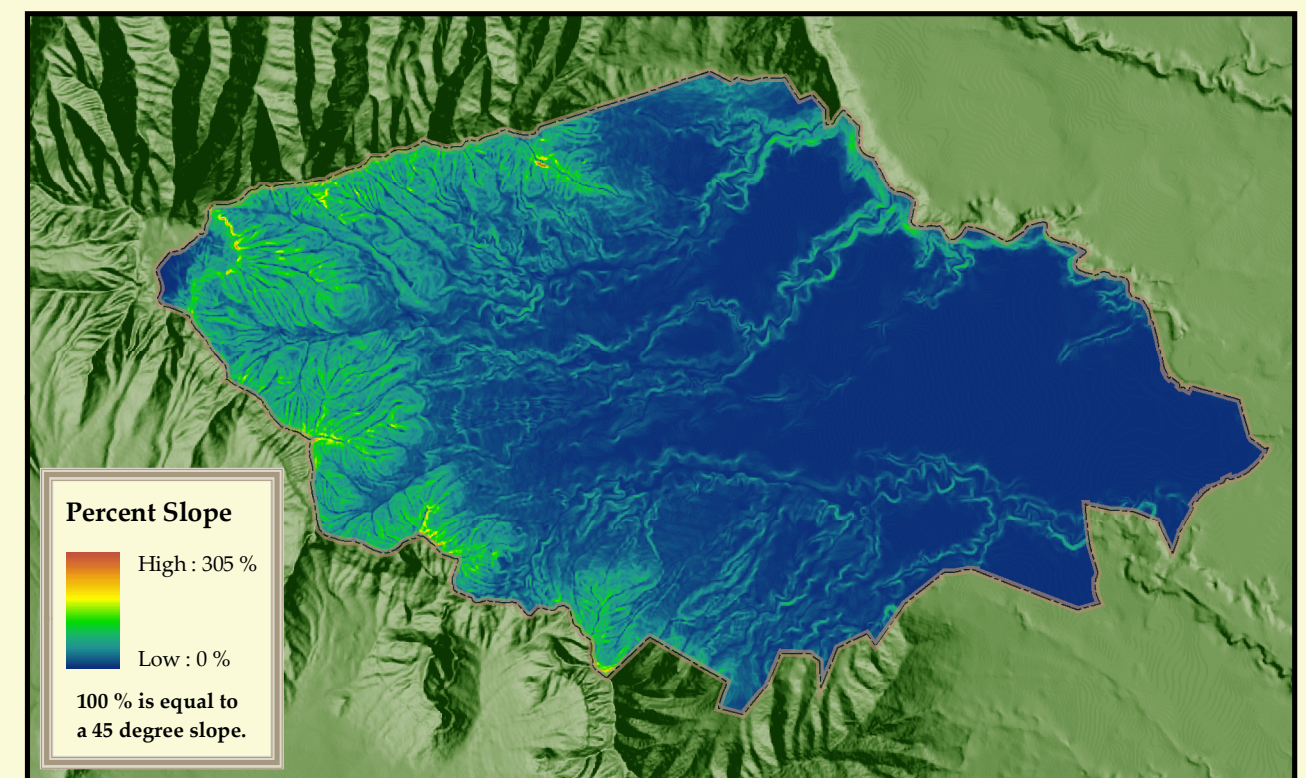 Percent Slope
High : 305 %
Low : 0 %
100 % is equal to
a 45 degree slope.